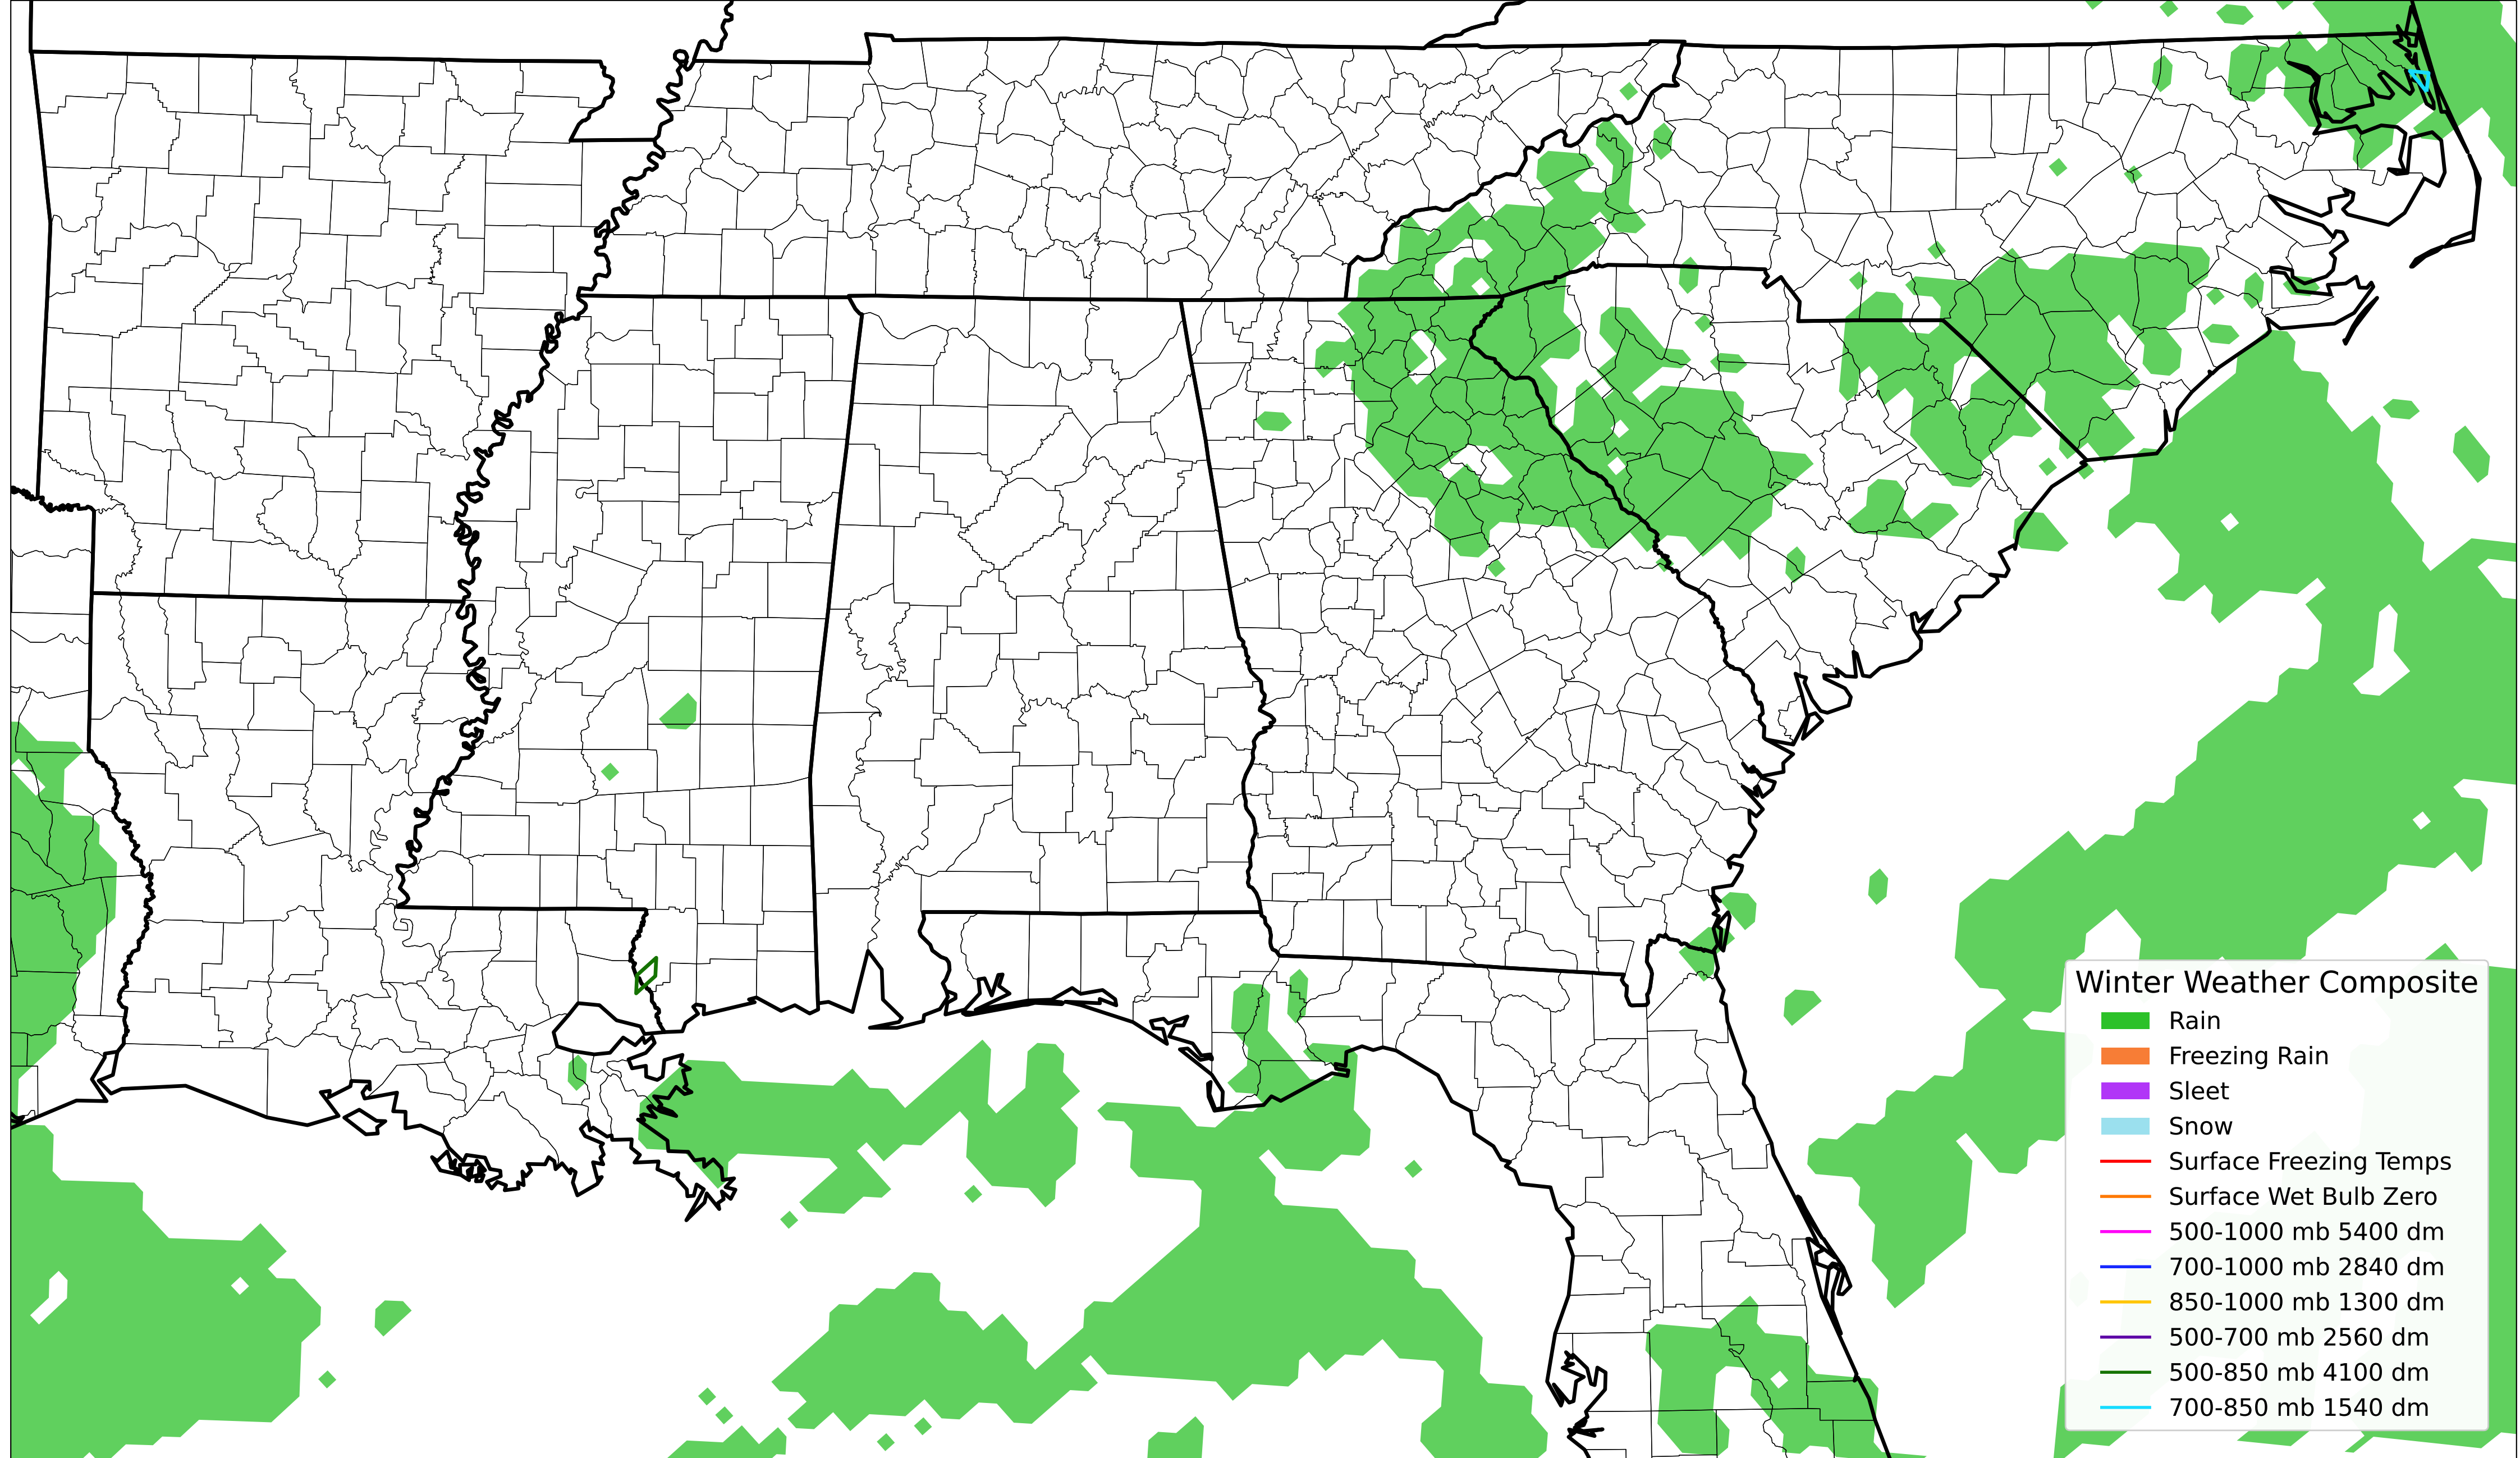 Winter Weather Composite
Rain
Freezing Rain
Sleet
Snow
Surface Freezing Temps
Surface Wet Bulb Zero
500-1000 mb 5400 dm
700-1000 mb 2840 dm
850-1000 mb 1300 dm
500-700 mb 2560 dm
500-850 mb 4100 dm
700-850 mb 1540 dm